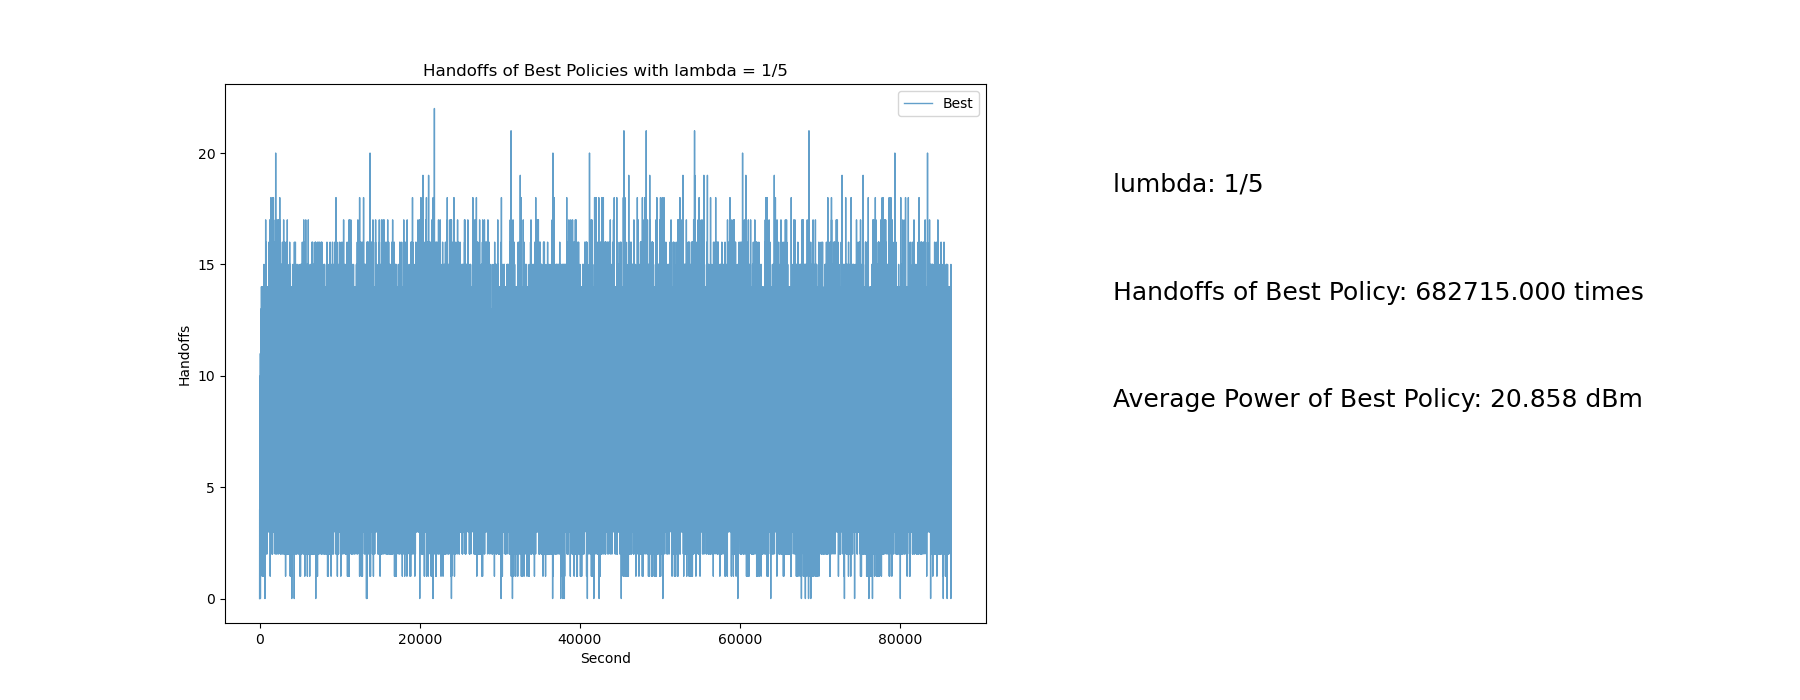 Handoffs of Best Policies with lambda = 1/5
Best
20
15
10
5
0
Handoffs
0 20000 40000 60000 80000
Second
lumbda: 1/5
Handoffs of Best Policy: 682715.000 times
Average Power of Best Policy: 20.858 dBm